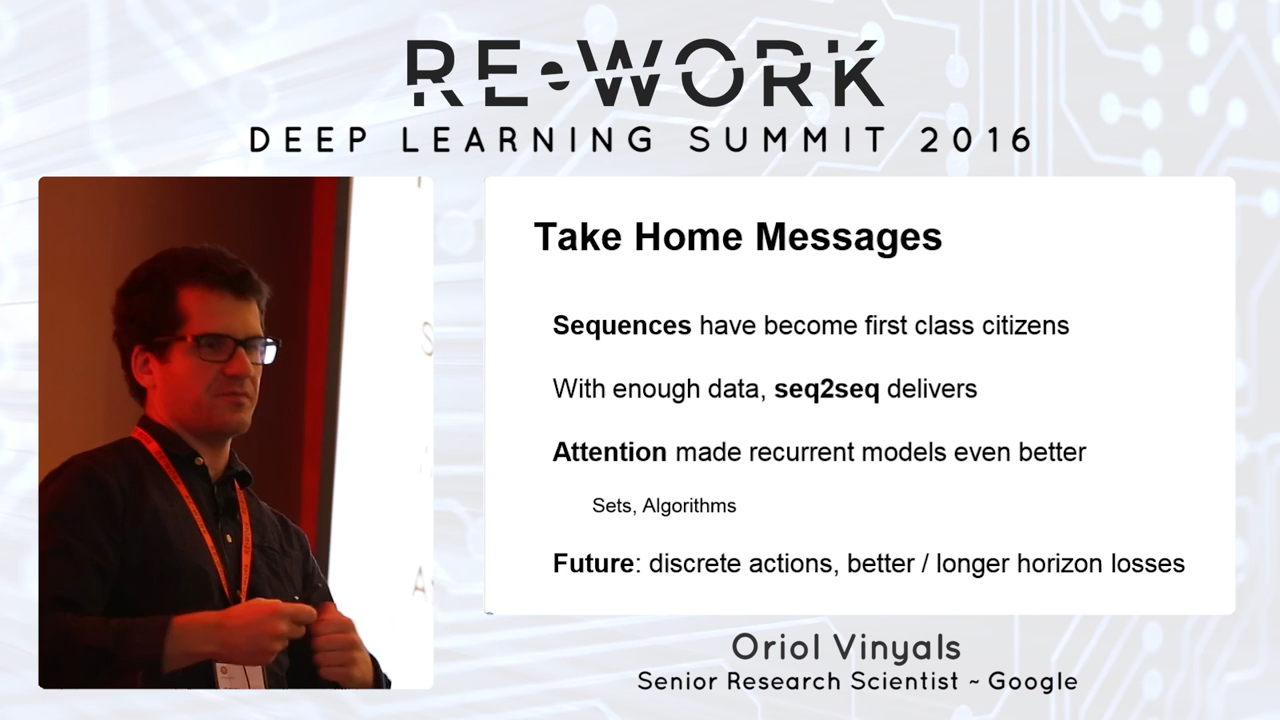 RE•WORK
DEEP LEARNING SUMMIT 2016
Take Home Messages
Sequences have become first class citizens
With enough data, seq2seq delivers
Attention made recurrent models even better
Sets, Algorithms
Future: discrete actions, better / longer horizon losses
Oriol Vinyals
Senior Research Scientist ~ Google